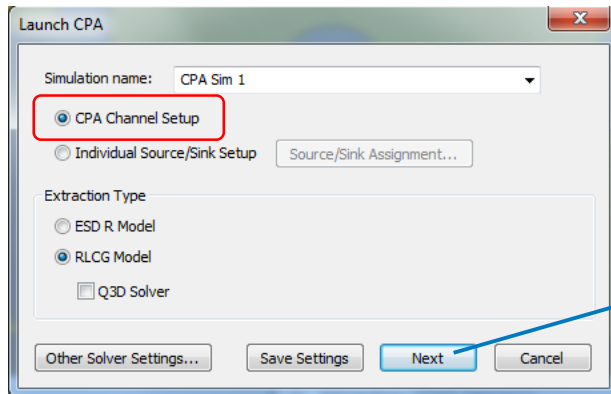 Launch CPA
Simulation name: CPA Sim 1
CPA Channel Setup
Individual Source/Sink Setup Source/Sink Assignment...
Extraction Type
ESD R Model
RLCG Model
Q3D Solver
Other Solver Settings... Save Settings Next Cancel